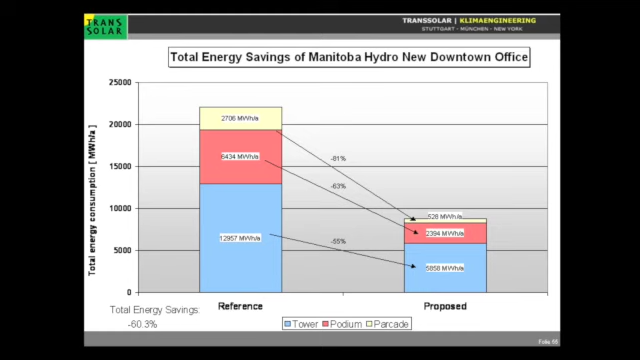 TRANS
SOLAR
TRANSSOLAR | KLIMAENGINEERING
STUTTGART - MÜNCHEN - NEW YORK
Total Energy Savings of Manitoba Hydro New Downtown Office
Total energy consumption [ MWh/a ]
25000
20000
15000
10000
5000
0
2706 MWh/a
6434 MWh/a
12957 MWh/a
-81%
-63%
-55%
528 MWh/a
2394 MWh/a
5858 MWh/a
Reference
Proposed
Total Energy Savings:
-60.3%
Tower Podium Parcade